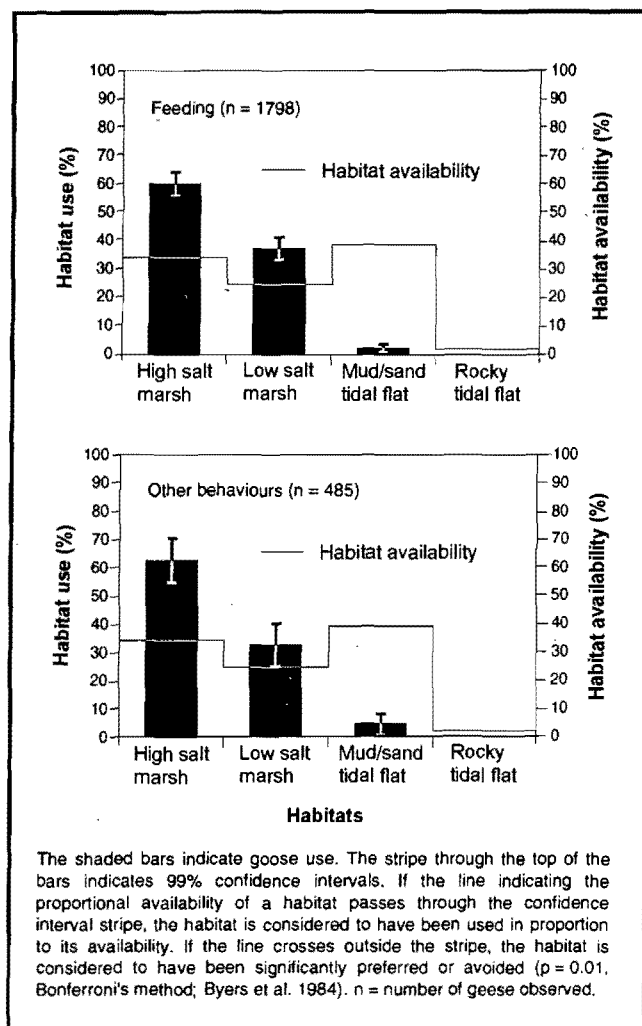 100 100
90 90
80 80
70 70
60 60
50 50
40 40
30 30
20 20
10 10
0 0
Feeding (n = 1798)
Habitat availability
Habitat use (%)
Habitat availability (%)
High salt marsh
Low salt marsh
Mud/sand tidal flat
Rocky tidal flat
100 100
90 90
80 80
70 70
60 60
50 50
40 40
30 30
20 20
10 10
0 0
Other behaviours (n = 485)
Habitat availability
Habitat use (%)
Habitat availability (%)
High salt marsh
Low salt marsh
Mud/sand tidal flat
Rocky tidal flat
Habitats
The shaded bars indicate goose use. The stripe through the top of the
bars indicates 99% confidence intervals. If the line indicating the
proportional availability of a habitat passes through the confidence
interval stripe, the habitat is considered to have been used in proportion
to its availability. If the line crosses outside the stripe, the habitat is
considered to have been significantly preferred or avoided (p = 0.01,
Bonferroni's method; Byers et al. 1984). n = number of geese observed.